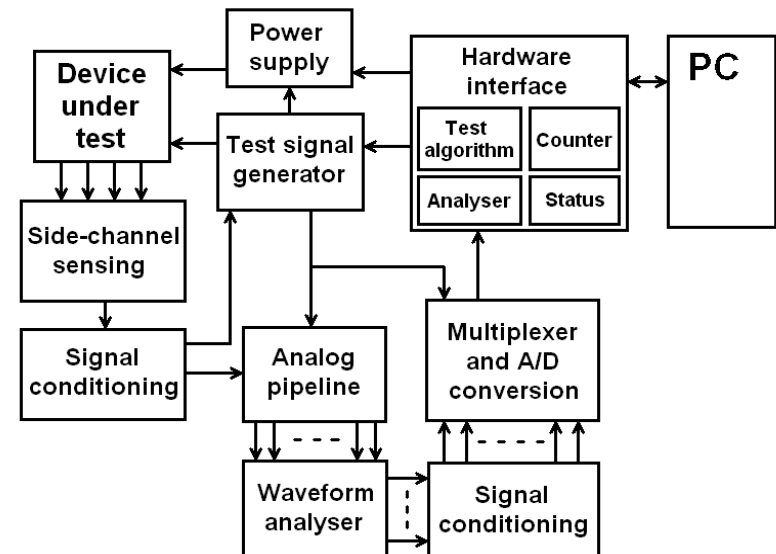 Power
supply
Hardware
interface
PC
Device
under
test
Test
algorithm
Counter
Test signal
generator
Analyser
Status
Side-channel
sensing
Signal
conditioning
Analog
pipeline
Multiplexer
and A/D
conversion
Waveform
analyser
Signal
conditioning